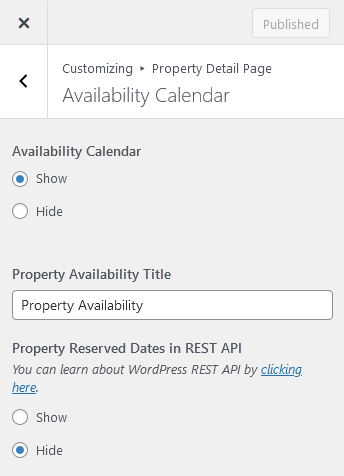 Published
Customizing ▸ Property Detail Page
Availability Calendar
Availability Calendar
Show
Hide
Property Availability Title
Property Availability
Property Reserved Dates in REST API
You can learn about WordPress REST API by clicking
here.
Show
Hide